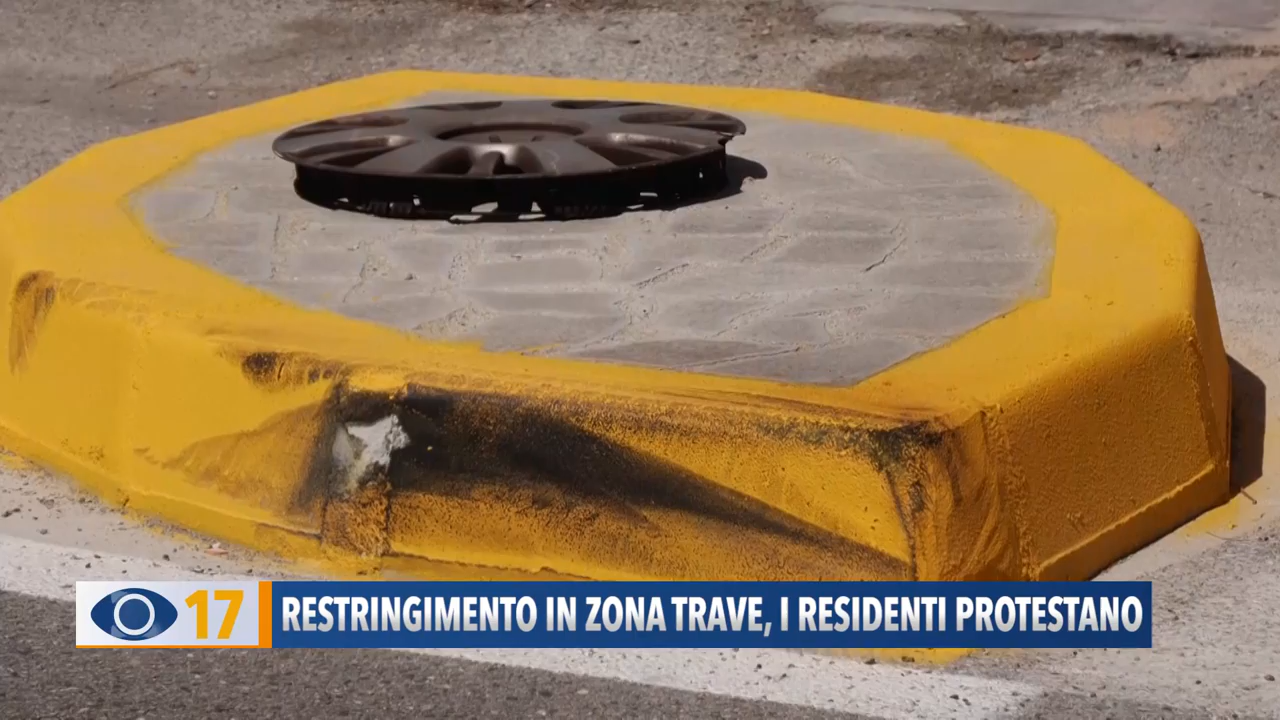 17 RESTRINGIMENTO IN ZONA TRAVE, I RESIDENTI PROTESTANO